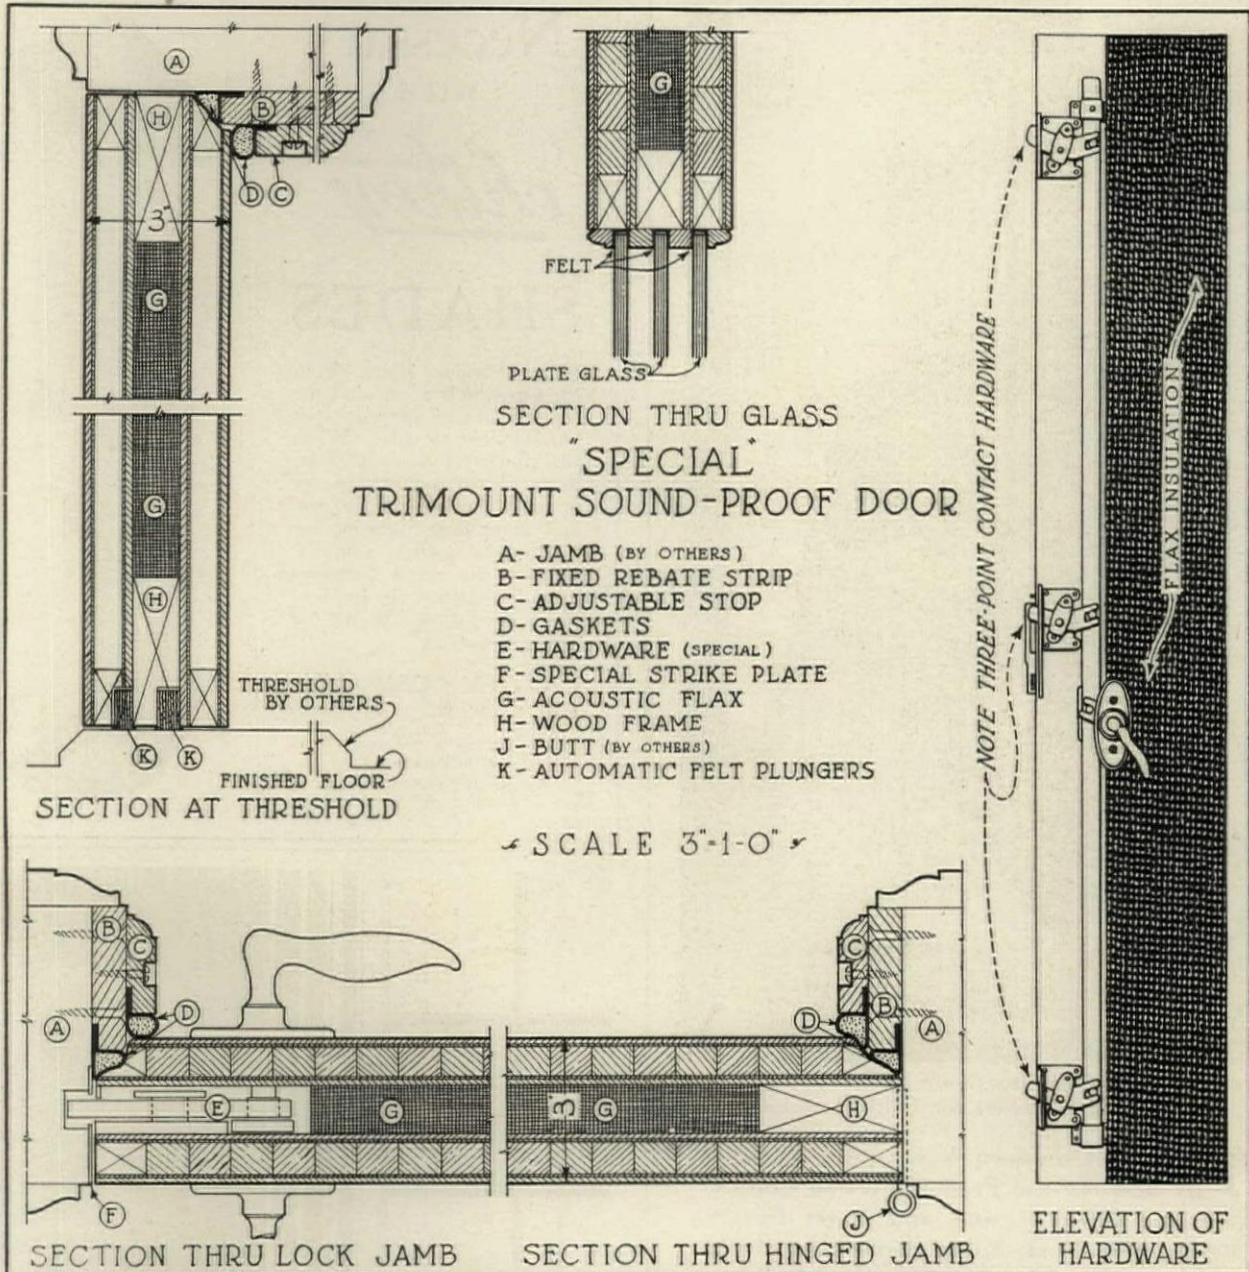 A
H
B
D
C
3"
G
G
H
THRESHOLD
BY OTHERS
K
K
FINISHED FLOOR
SECTION AT THRESHOLD
G
FELT
PLATE GLASS
SECTION THRU GLASS
"SPECIAL"
TRIMOUNT SOUND-PROOF DOOR
A- JAMB (BY OTHERS)
B- FIXED REBATE STRIP
C- ADJUSTABLE STOP
D- GASKETS
E- HARDWARE (SPECIAL)
F- SPECIAL STRIKE PLATE
G- ACOUSTIC FLAX
H- WOOD FRAME
J- BUTT (BY OTHERS)
K- AUTOMATIC FELT PLUNGERS
SCALE 3"=1-0"
NOTE THREE-POINT CONTACT HARDWARE
FLAX INSULATION
ELEVATION OF
HARDWARE
B
C
D
A
E
G
F
SECTION THRU LOCK JAMB
C
B
D
A
3"
G
H
J
SECTION THRU HINGED JAMB